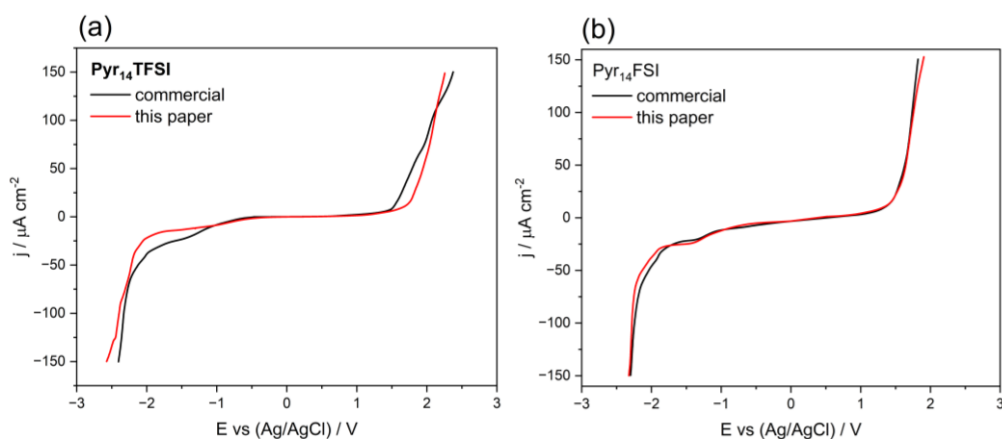 (a)
Pyr₁₄TFSI
commercial
this paper
150
100
50
0
−50
−100
−150
j / μA cm⁻²
−3
−2
−1
0
1
2
3
E vs (Ag/AgCl) / V
(b)
Pyr₁₄FSI
commercial
this paper
150
100
50
0
−50
−100
−150
j / μA cm⁻²
−3
−2
−1
0
1
2
3
E vs (Ag/AgCl) / V